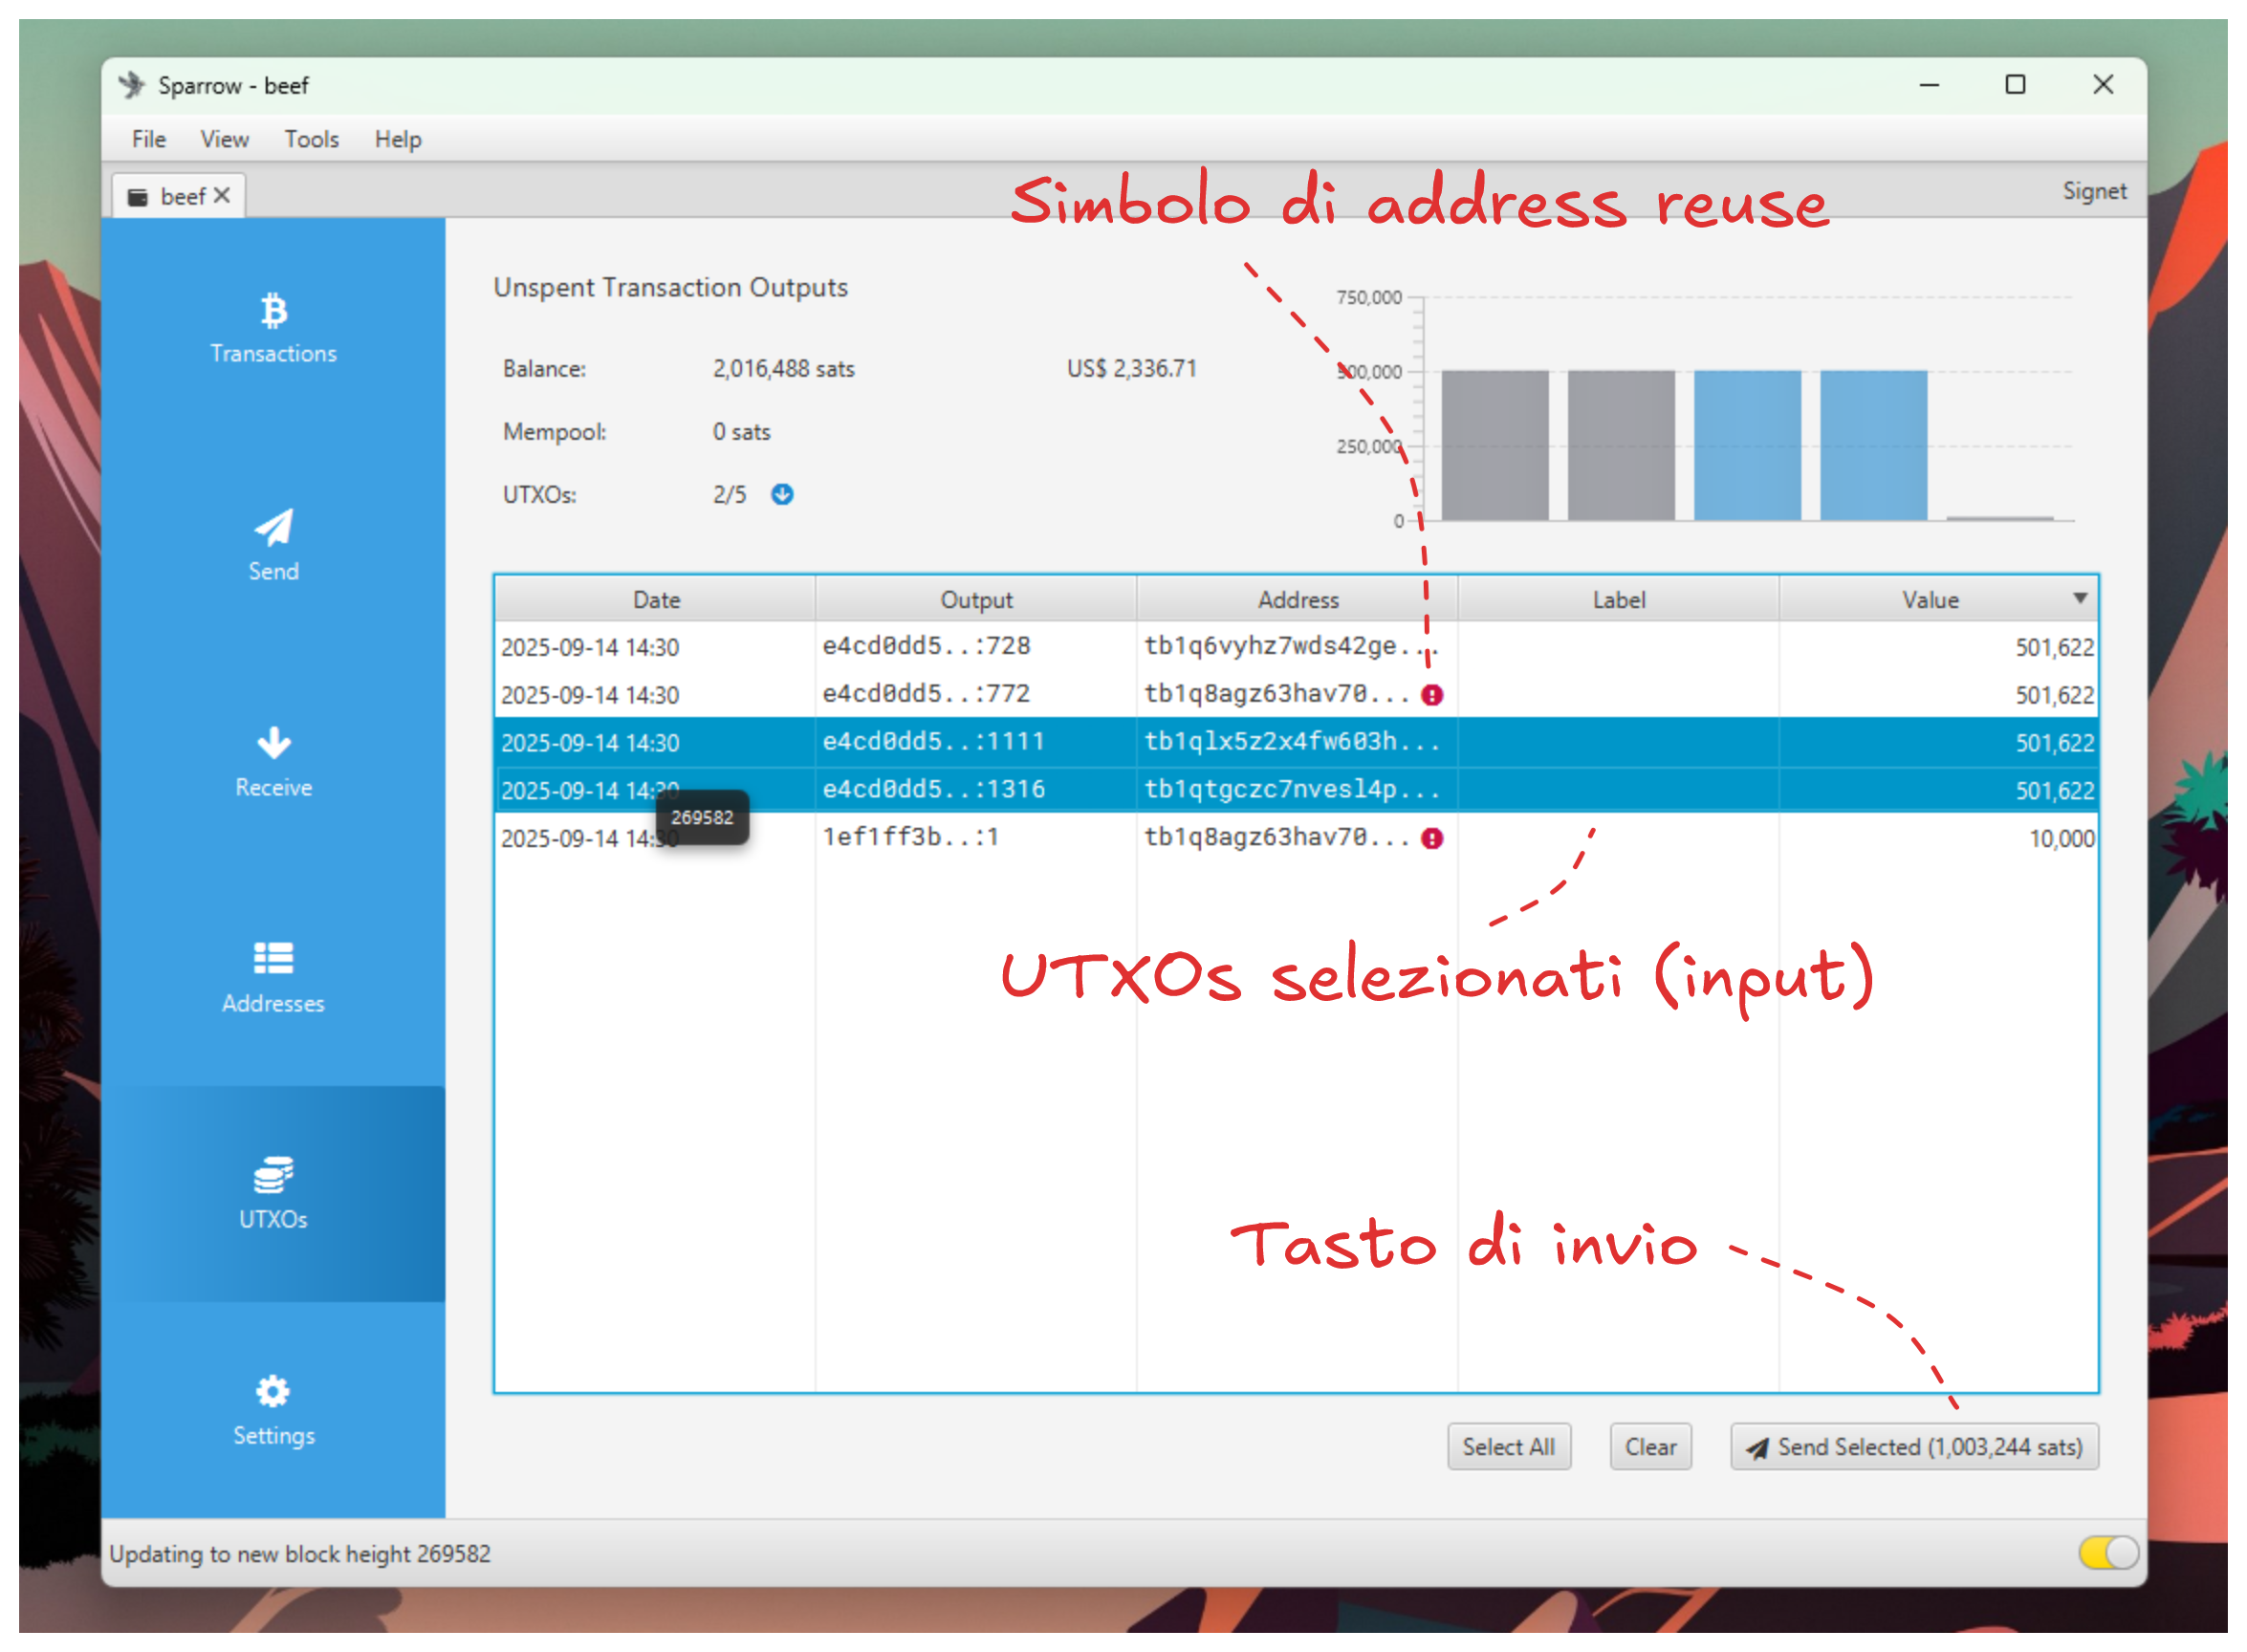 Sparrow - beef
File View Tools Help
beef
Signet
Simbolo di address reuse
Transactions
Send
Receive
Addresses
UTXOs
Settings
Unspent Transaction Outputs
Balance: 2,016,488 sats US$ 2,336.71
Mempool: 0 sats
UTXOs: 2/5
750,000
500,000
250,000
0
Date Output Address Label Value
2025-09-14 14:30 e4cd0dd5..:728 tb1q6vyhz7wds42ge... 501,622
2025-09-14 14:30 e4cd0dd5..:772 tb1q8agz63hav70... 501,622
2025-09-14 14:30 e4cd0dd5..:1111 tb1qlx5z2x4fw603h... 501,622
2025-09-14 14:30 e4cd0dd5..:1316 tb1qtgczc7nvesl4p... 501,622
269582
2025-09-14 14:30 1ef1ff3b..:1 tb1q8agz63hav70... 10,000
UTXOs selezionati (input)
Tasto di invio
Select All Clear Send Selected (1,003,244 sats)
Updating to new block height 269582